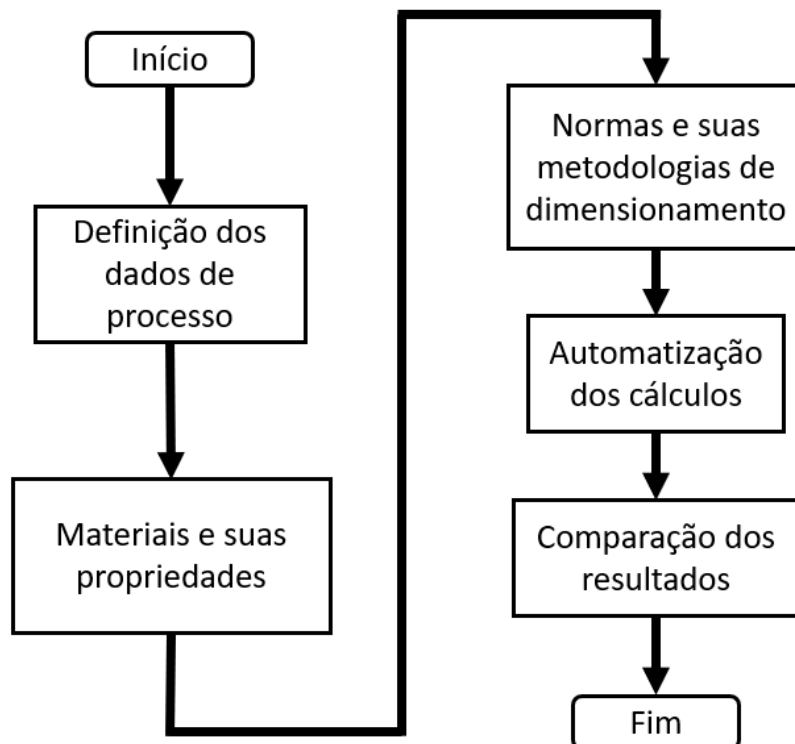 Início
Definição dos
dados de
processo
Materiais e suas
propriedades
Normas e suas
metodologias de
dimensionamento
Automatização
dos cálculos
Comparação dos
resultados
Fim